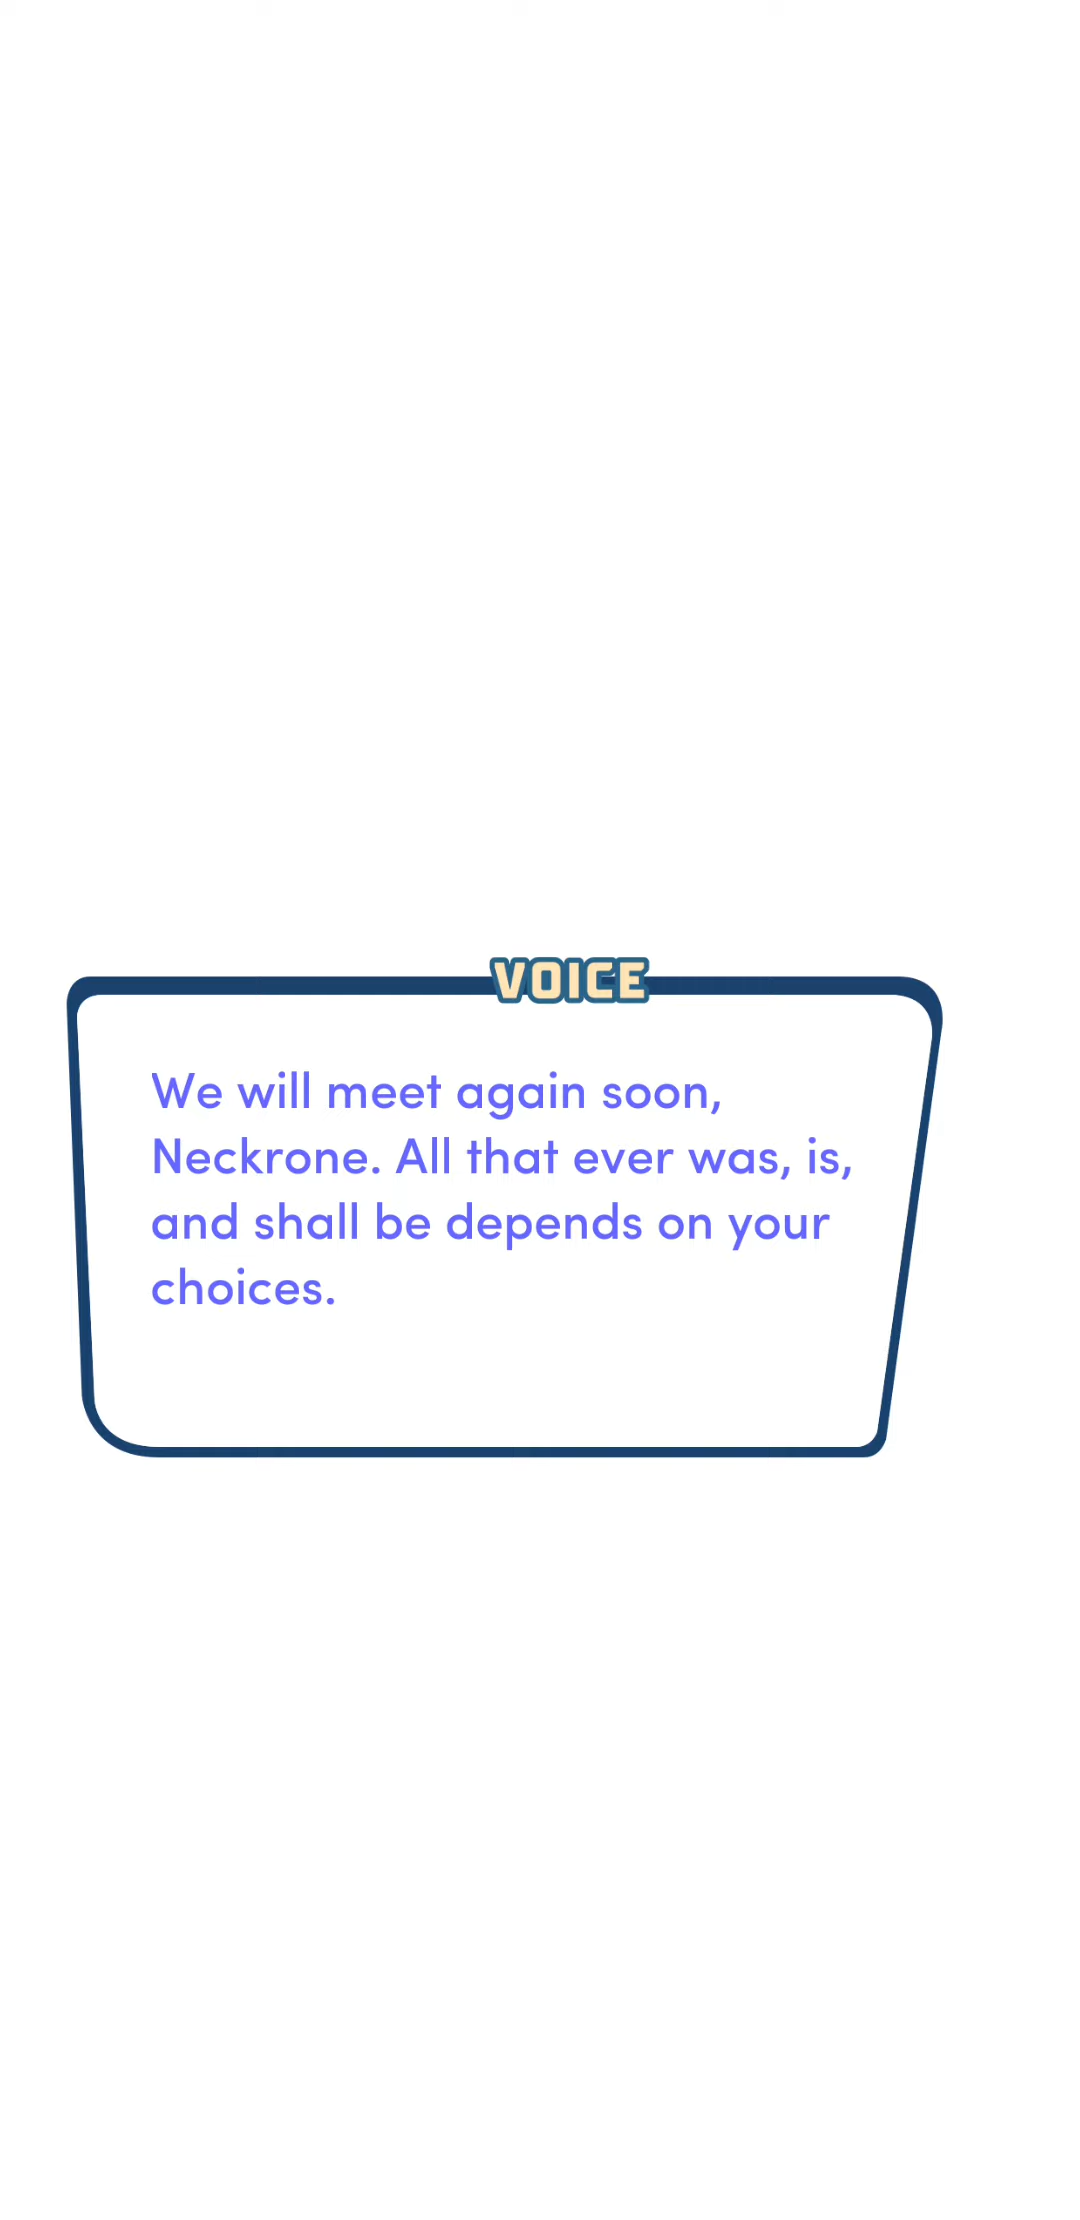 VOICE
We will meet again soon,
Neckrone. All that ever was, is,
and shall be depends on your
choices.